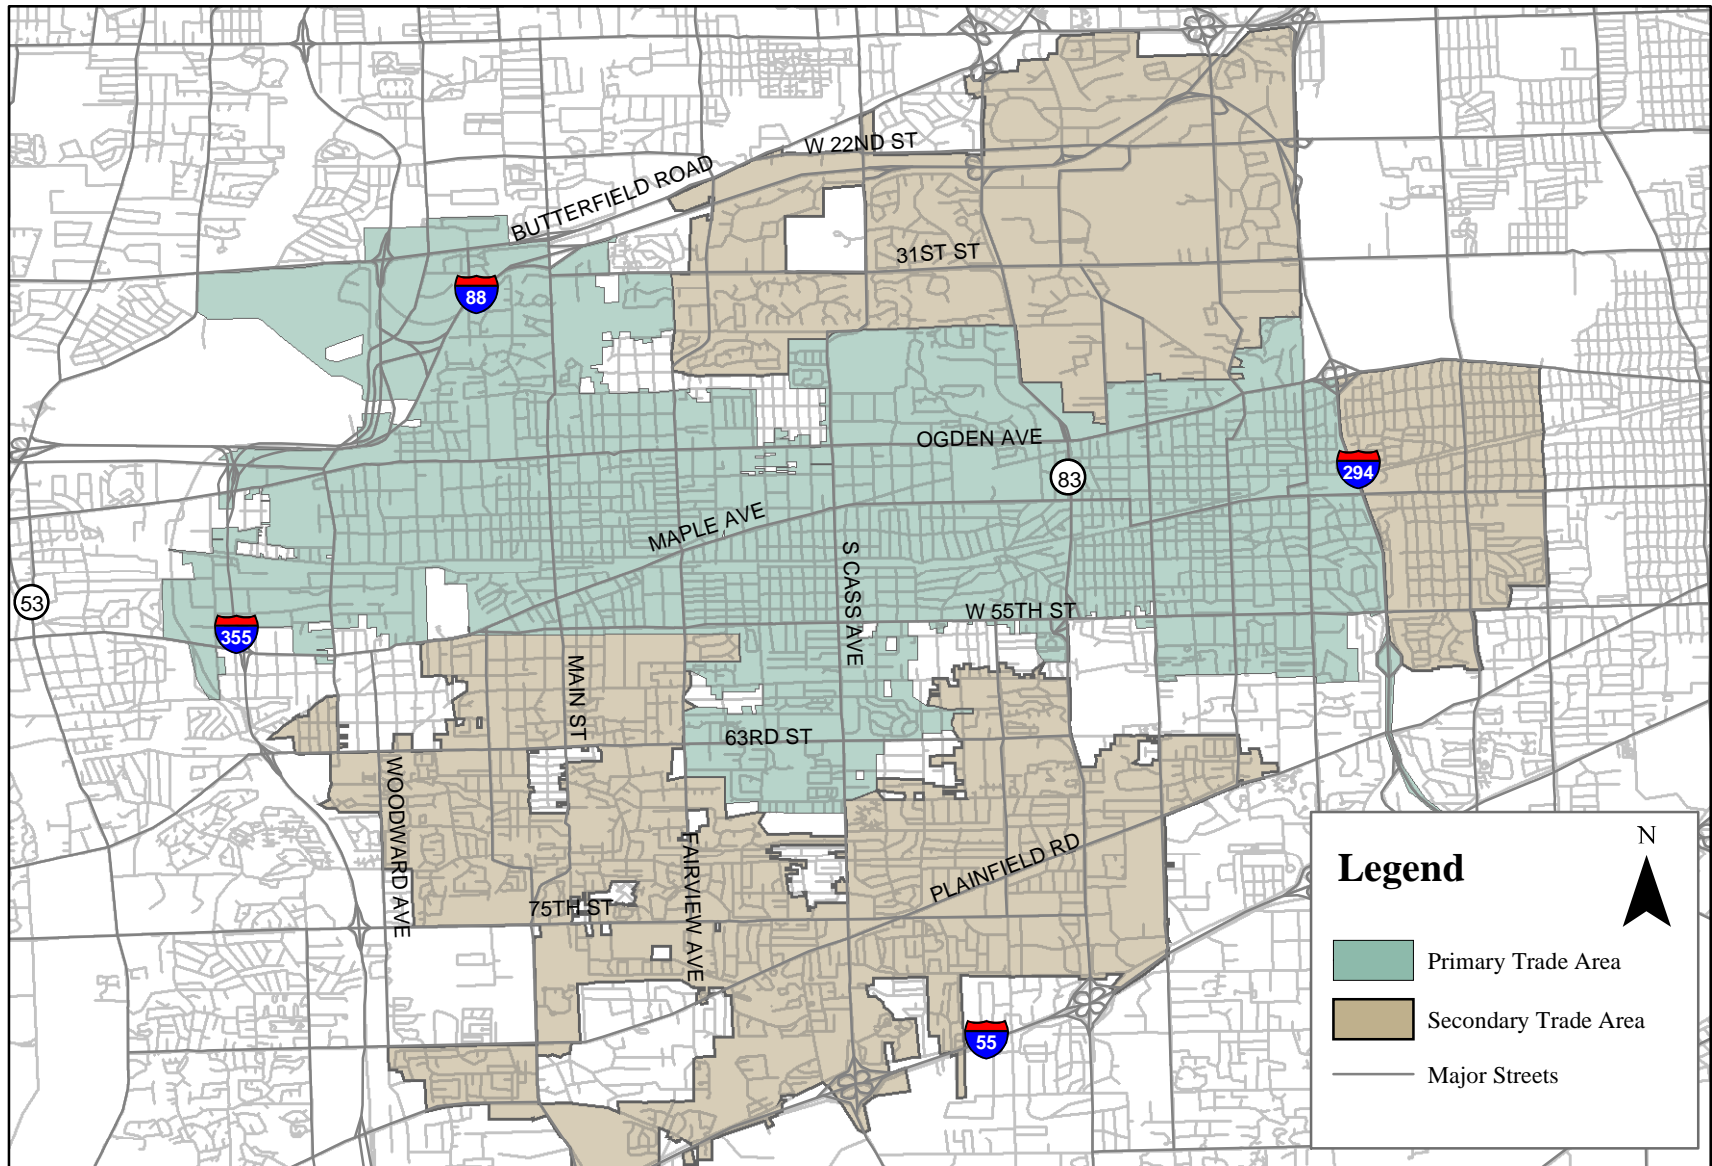 W 22ND ST
BUTTERFIELD ROAD
31ST ST
88
OGDEN AVE
294
83
MAPLE AVE
S CASS AVE
53
W 55TH ST
355
MAIN ST
63RD ST
WOODWARD AVE
FAIRVIEW AVE
PLAINFIELD RD
75TH ST
55
N
Legend
Primary Trade Area
Secondary Trade Area
Major Streets